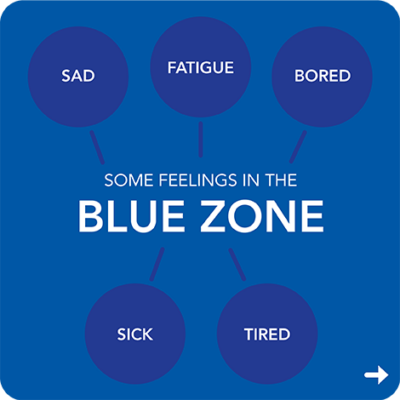 SAD
FATIGUE
BORED
SOME FEELINGS IN THE
BLUE ZONE
SICK
TIRED